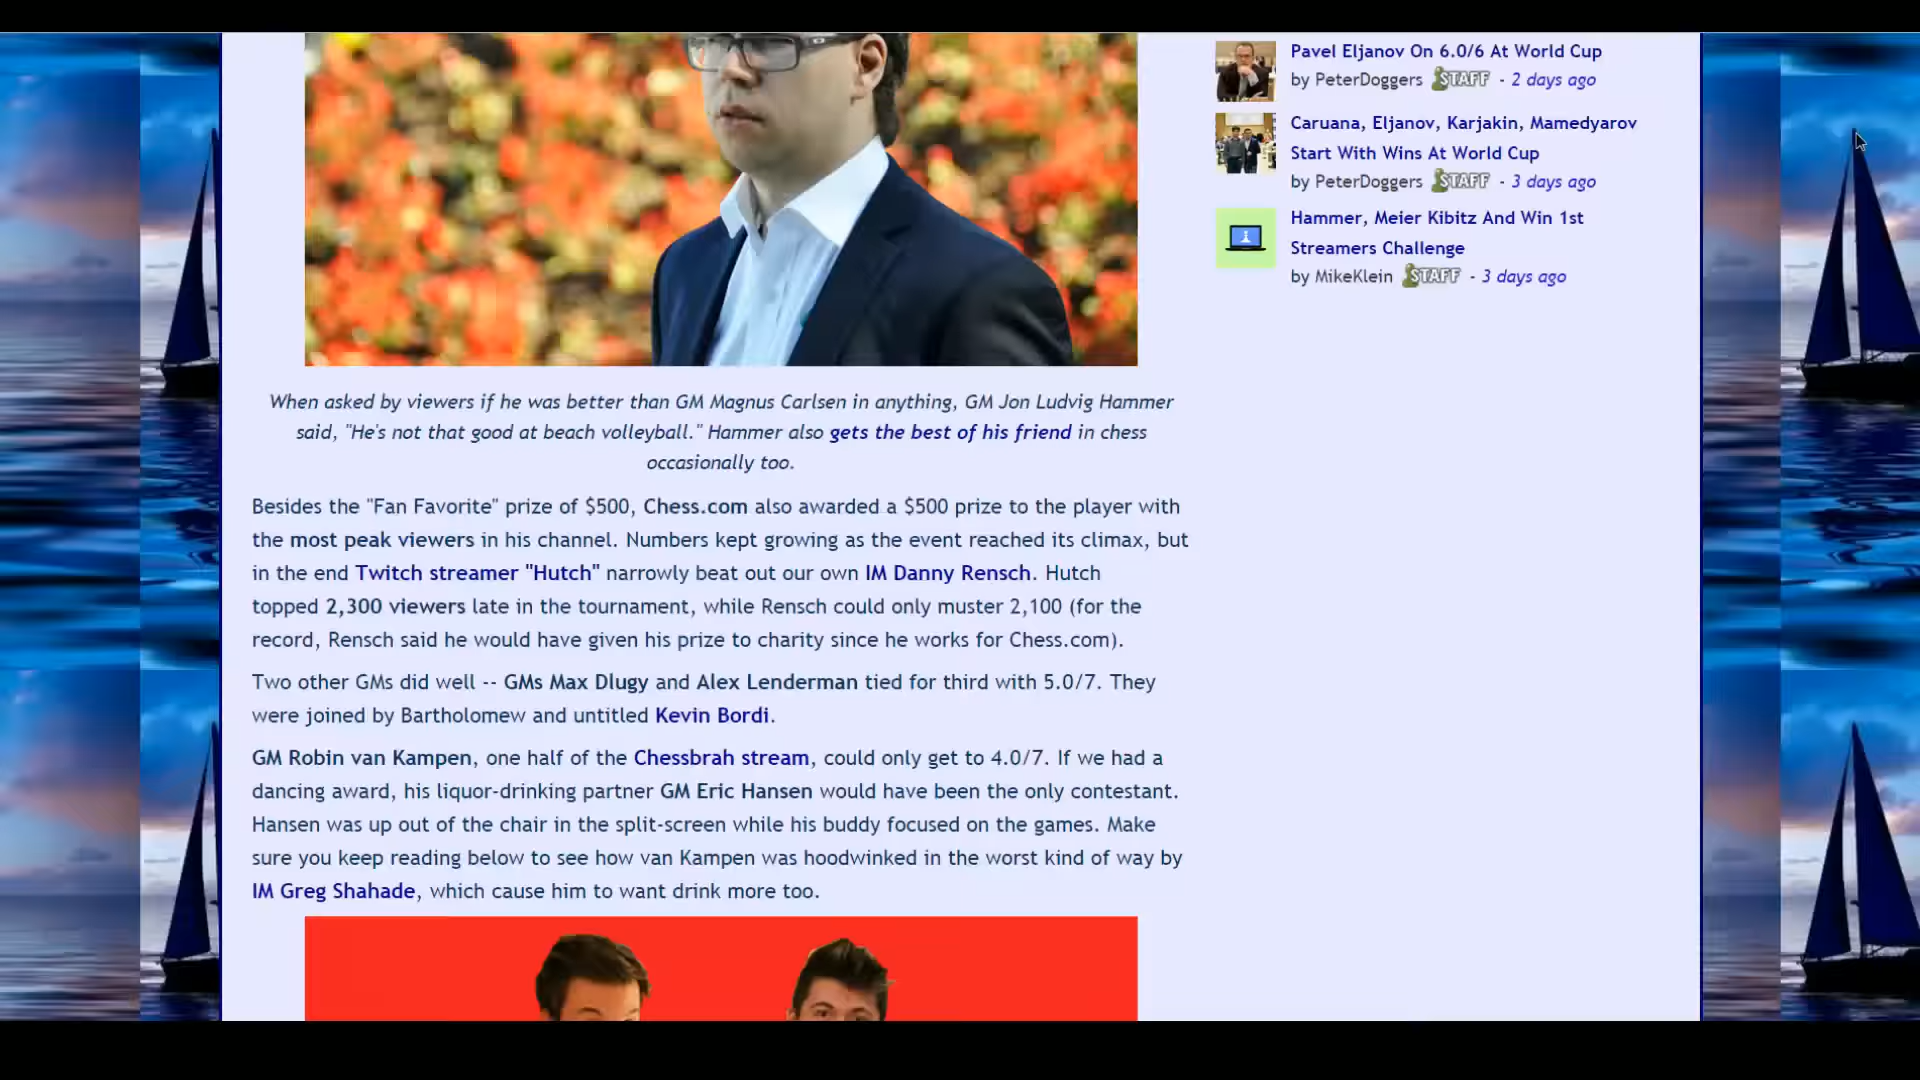 Pavel Eljanov On 6.0/6 At World Cup
by PeterDoggers STAFF - 2 days ago
Caruana, Eljanov, Karjakin, Mamedyarov
Start With Wins At World Cup
by PeterDoggers STAFF - 3 days ago
Hammer, Meier Kibitz And Win 1st
Streamers Challenge
by MikeKlein STAFF - 3 days ago
When asked by viewers if he was better than GM Magnus Carlsen in anything, GM Jon Ludvig Hammer
said, "He's not that good at beach volleyball." Hammer also gets the best of his friend in chess
occasionally too.
Besides the "Fan Favorite" prize of $500, Chess.com also awarded a $500 prize to the player with
the most peak viewers in his channel. Numbers kept growing as the event reached its climax, but
in the end Twitch streamer "Hutch" narrowly beat out our own IM Danny Rensch. Hutch
topped 2,300 viewers late in the tournament, while Rensch could only muster 2,100 (for the
record, Rensch said he would have given his prize to charity since he works for Chess.com).
Two other GMs did well -- GMs Max Dlugy and Alex Lenderman tied for third with 5.0/7. They
were joined by Bartholomew and untitled Kevin Bordi.
GM Robin van Kampen, one half of the Chessbrah stream, could only get to 4.0/7. If we had a
dancing award, his liquor-drinking partner GM Eric Hansen would have been the only contestant.
Hansen was up out of the chair in the split-screen while his buddy focused on the games. Make
sure you keep reading below to see how van Kampen was hoodwinked in the worst kind of way by
IM Greg Shahade, which cause him to want drink more too.